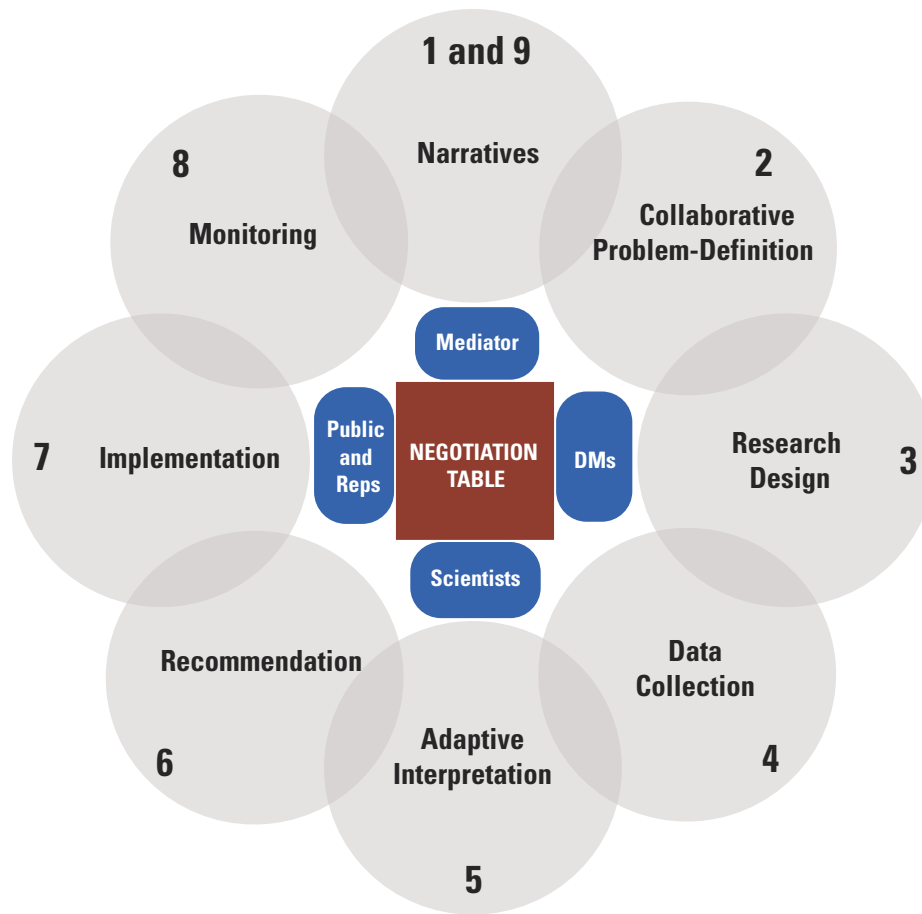 1 and 9
Narratives
2
Collaborative
Problem-Definition
8
Monitoring
Mediator
Public
and
Reps
NEGOTIATION
TABLE
DMs
Scientists
7
Implementation
Research
Design
3
Recommendation
6
Data
Collection
4
Adaptive
Interpretation
5